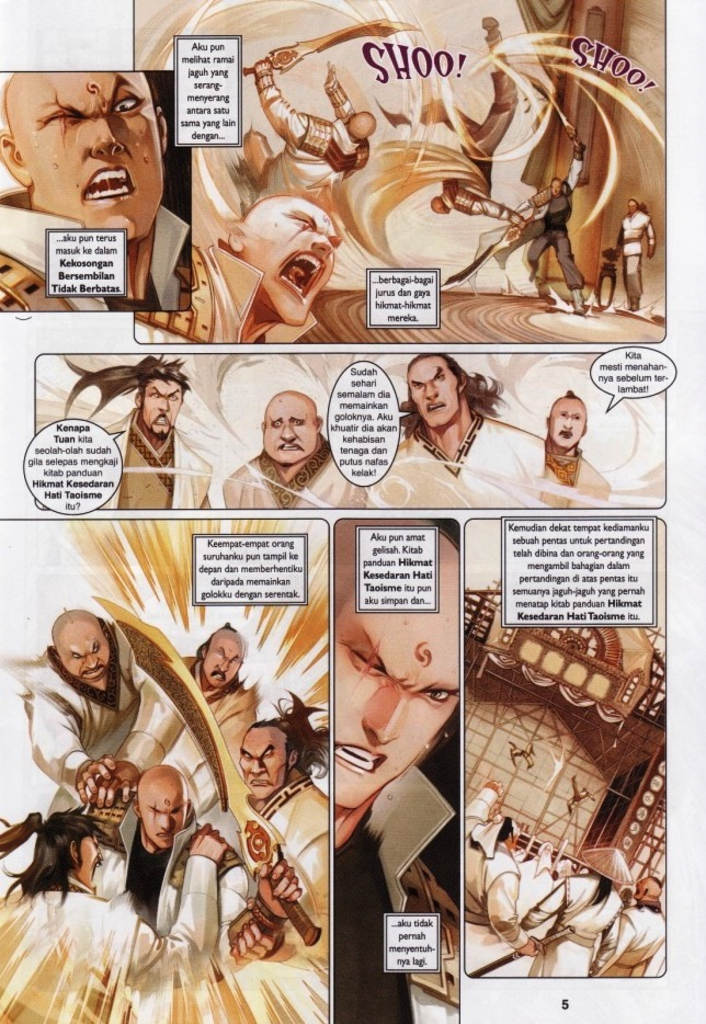 Aku pun
melihat ramai
jaguh yang
serang-
menyerang
antara satu
sama yang lain
dengan...
SHOO!
SHOO!
...aku pun terus
masuk ke dalam
Kekosongan
Bersembilan
Tidak Berbatas.
...berbagai-bagai
jurus dan gaya
hikmat-hikmat
mereka.
Kenapa
Tuan kita
seolah-olah sudah
gila selepas mengkaji
kitab panduan
Hikmat Kesedaran
Hati Taoisme
itu?
Sudah
sehari
semalam dia
memainkan
goloknya. Aku
khuatir dia akan
kehabisan
tenaga dan
putus nafas
kelak!
Kita
mesti menahan-
nya sebelum ter-
lambat!
Keempat-empat orang
suruhanku pun tampil ke
depan dan memberhentiku
daripada memainkan
golokku dengan serentak.
Aku pun amat
gelisah. Kitab
panduan Hikmat
Kesedaran Hati
Taoisme itu pun
aku simpan dan...
...aku tidak
pernah
menyentuh-
nya lagi.
Kemudian dekat tempat kediamanku
sebuah pentas untuk pertandingan
telah dibina dan orang-orang yang
mengambil bahagian dalam
pertandingan di atas pentas itu
semuanya jaguh-jaguh yang pernah
menatap kitab panduan Hikmat
Kesedaran Hati Taoisme itu.
5